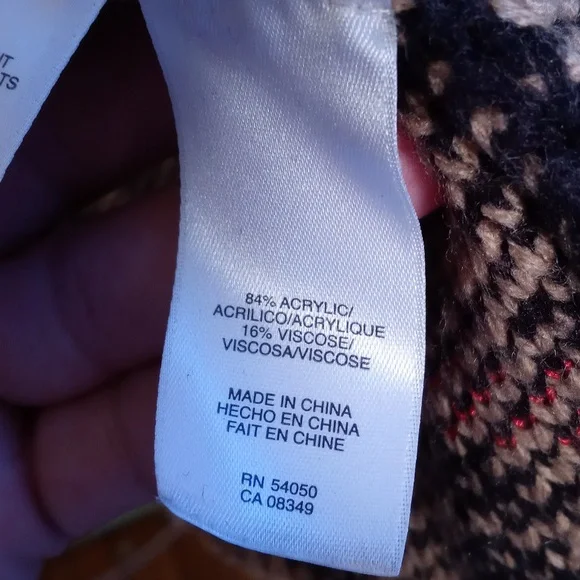 TS
84% ACRYLIC/
ACRILICO/ACRYLIQUE
16% VISCOSE/
VISCOSA/VISCOSE
MADE IN CHINA
HECHO EN CHINA
FAIT EN CHINE
RN 54050
CA 08349